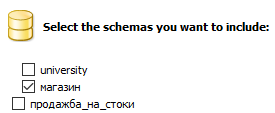 Select the schemas you want to include:
university
магазин
продажба_на_стоки